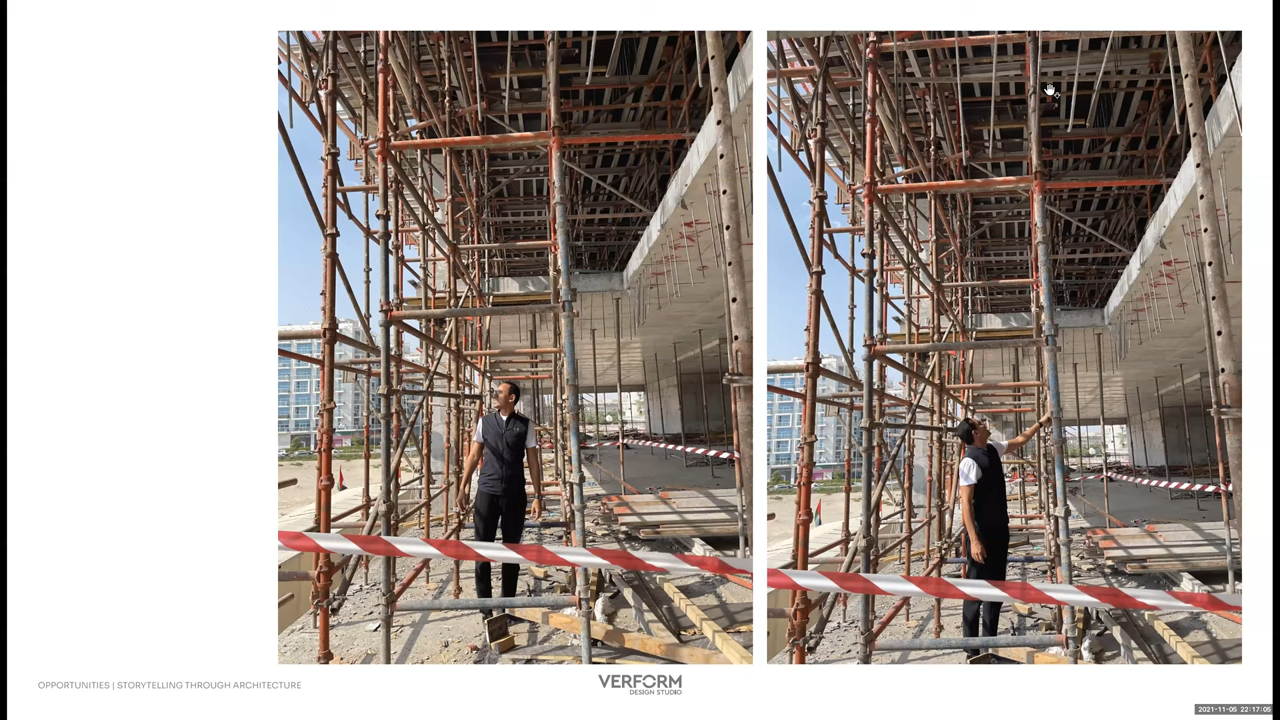 OPPORTUNITIES | STORYTELLING THROUGH ARCHITECTURE
VERFORM
DESIGN STUDIO
2021-11-05 22:17:05